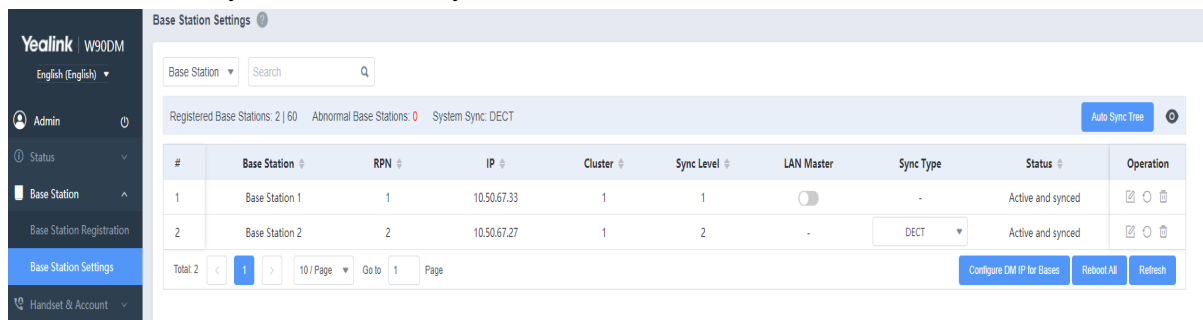 Base Station Settings ?
Yealink | W90DM
English (English)
Admin
Status
Base Station
Base Station Registration
Base Station Settings
Handset & Account
Base Station Search
Registered Base Stations: 2 | 60 Abnormal Base Stations: 0 System Sync: DECT Auto Sync Tree
# Base Station RPN IP Cluster Sync Level LAN Master Sync Type Status Operation
1 Base Station 1 1 10.50.67.33 1 1 - Active and synced
2 Base Station 2 2 10.50.67.27 1 2 - DECT Active and synced
Total: 2 < 1 > 10 / Page Go to 1 Page Configure DM IP for Bases Reboot All Refresh